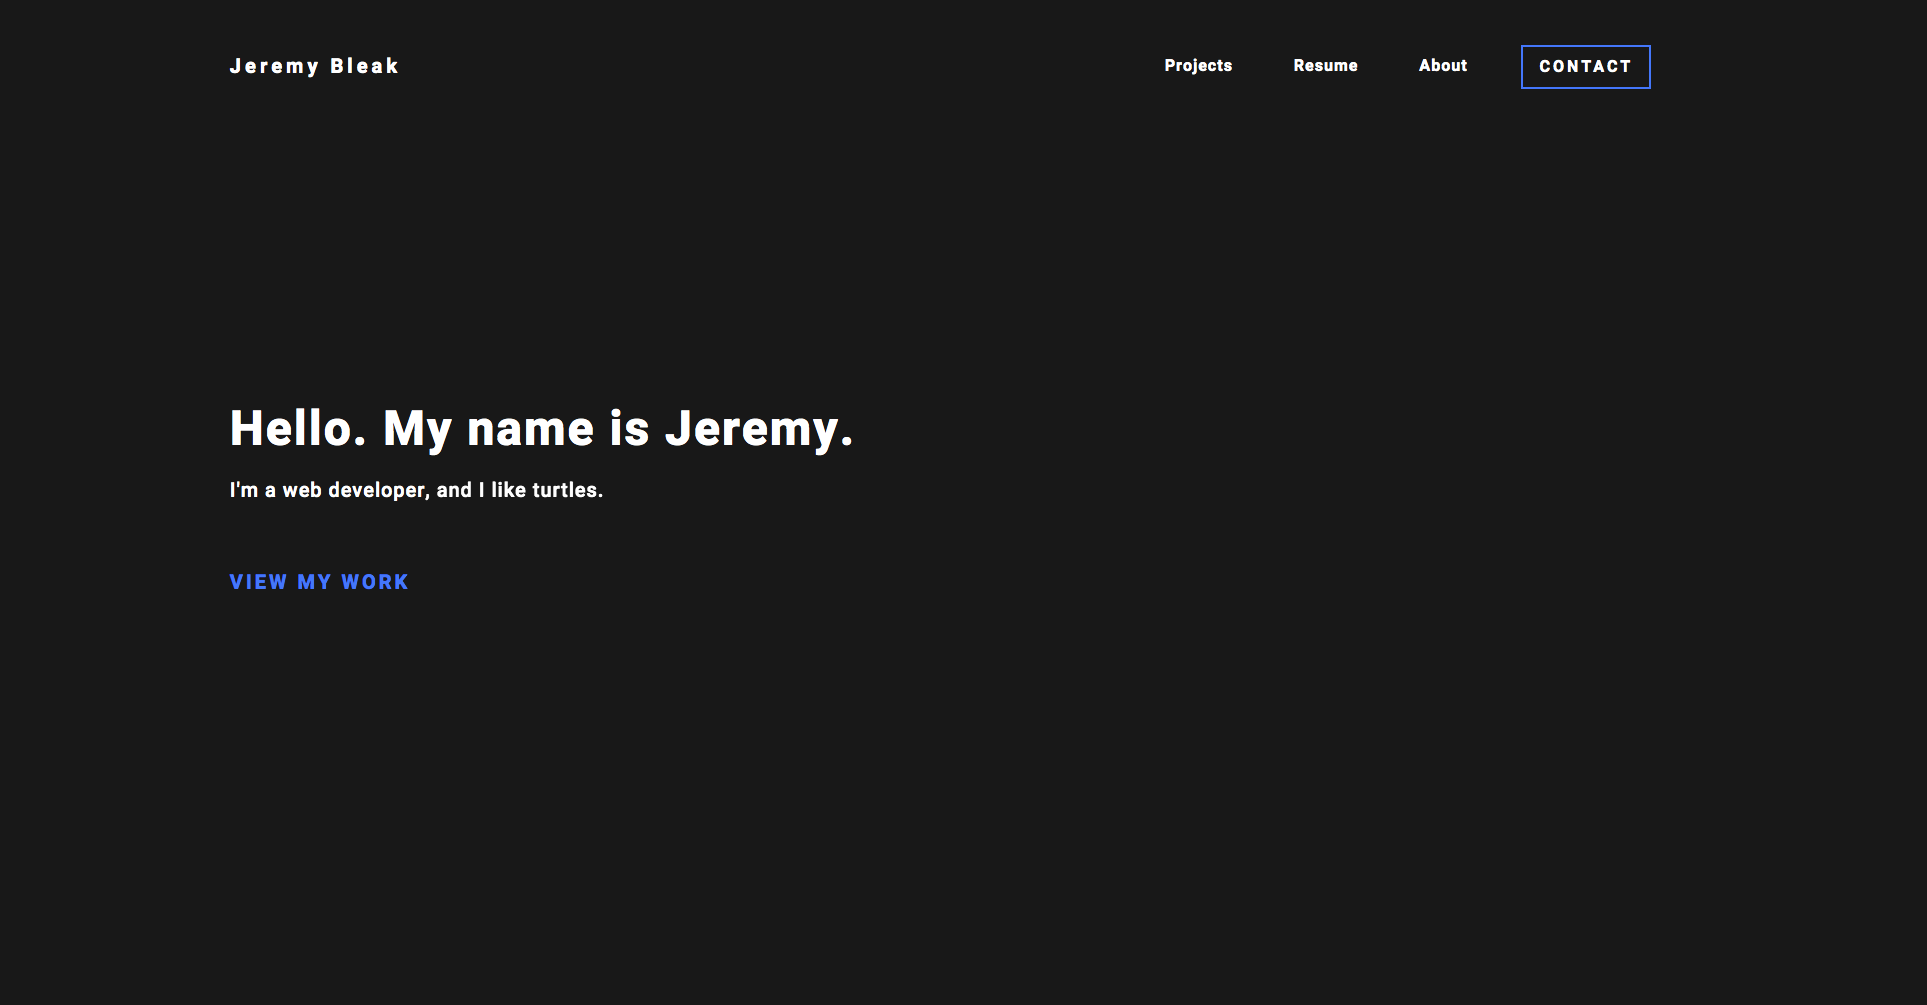 Jeremy Bleak
Projects
Resume
About
CONTACT
Hello. My name is Jeremy.
I'm a web developer, and I like turtles.
VIEW MY WORK